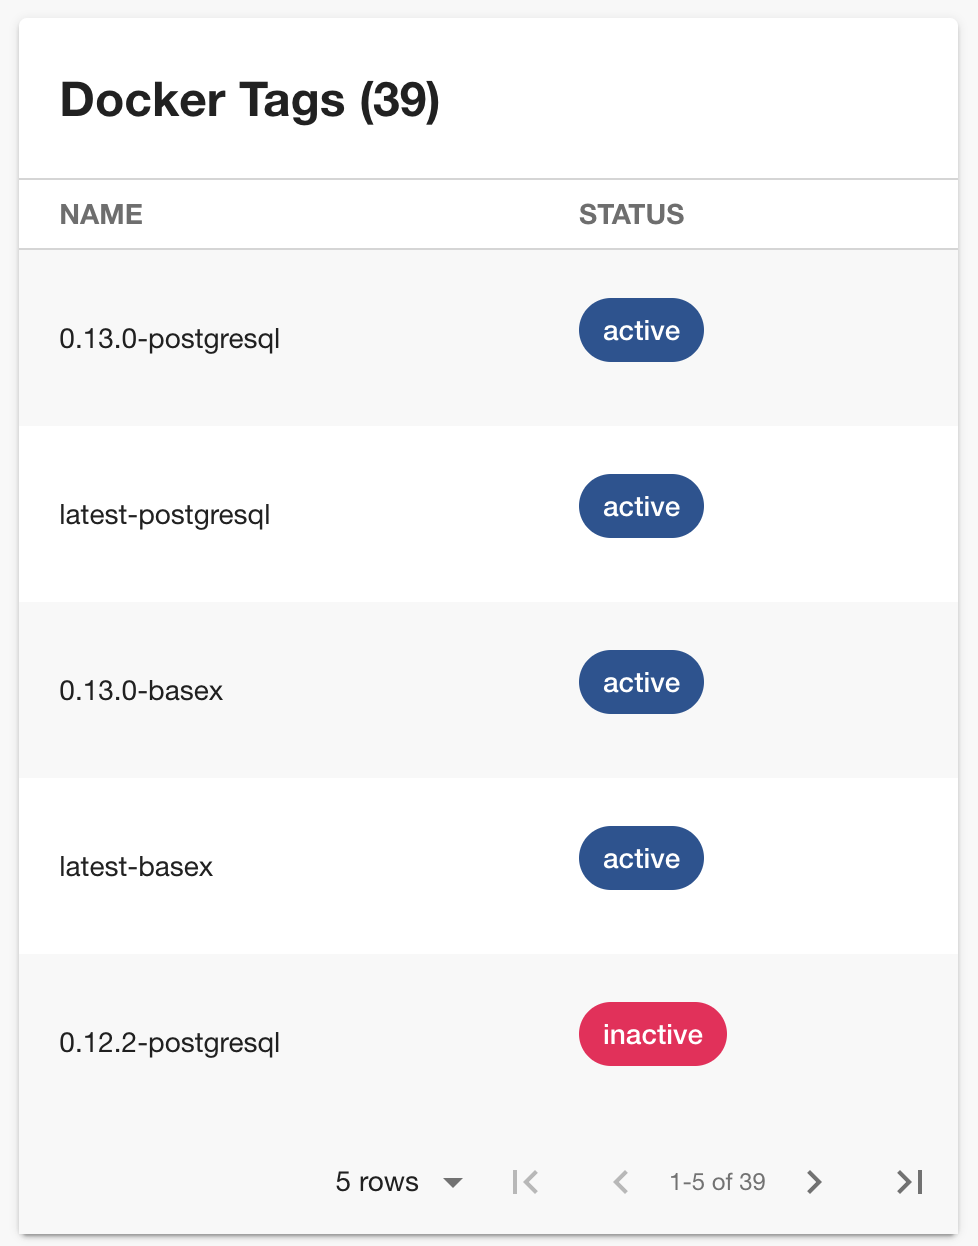 Docker Tags (39)
NAME STATUS
0.13.0-postgresql active
latest-postgresql active
0.13.0-basex active
latest-basex active
0.12.2-postgresql inactive
5 rows 1-5 of 39